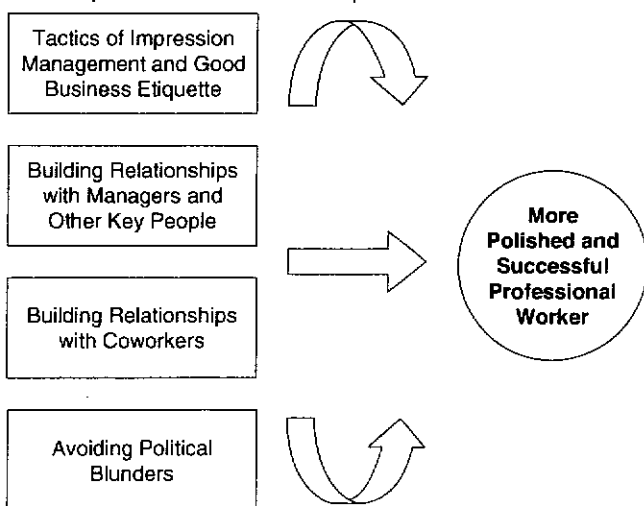 Tactics of Impression
Management and Good
Business Etiquette
Building Relationships
with Managers and
Other Key People
Building Relationships
with Coworkers
Avoiding Political
Blunders
More
Polished and
Successful
Professional
Worker